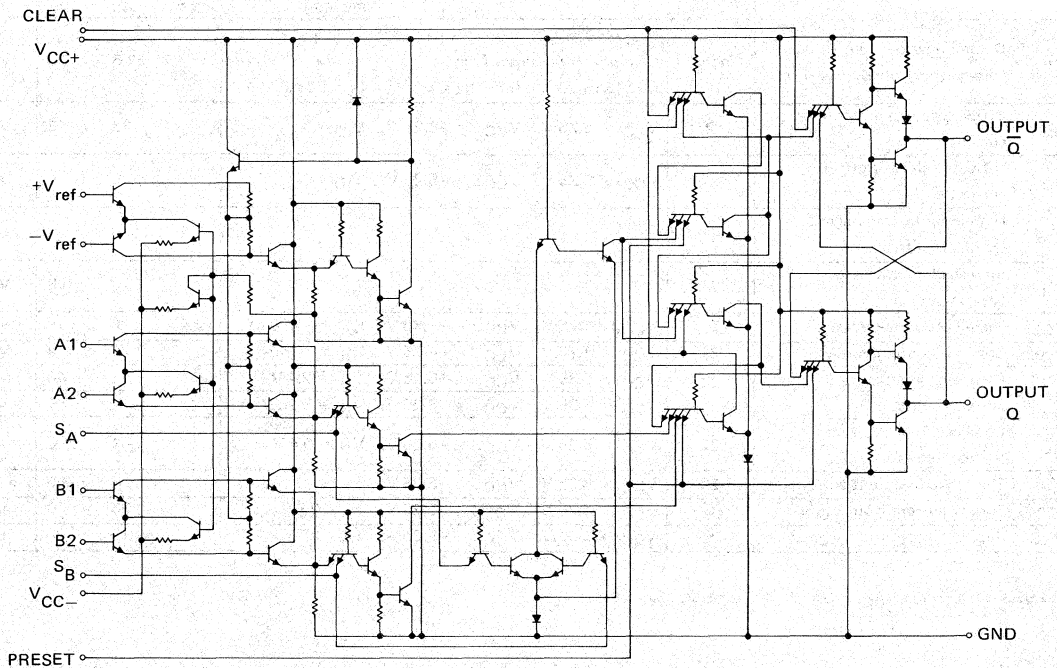 CLEAR
VCC+
+Vref
−Vref
A1
A2
SA
B1
B2
SB
VCC−
PRESET
OUTPUT
Q̅
OUTPUT
Q
GND